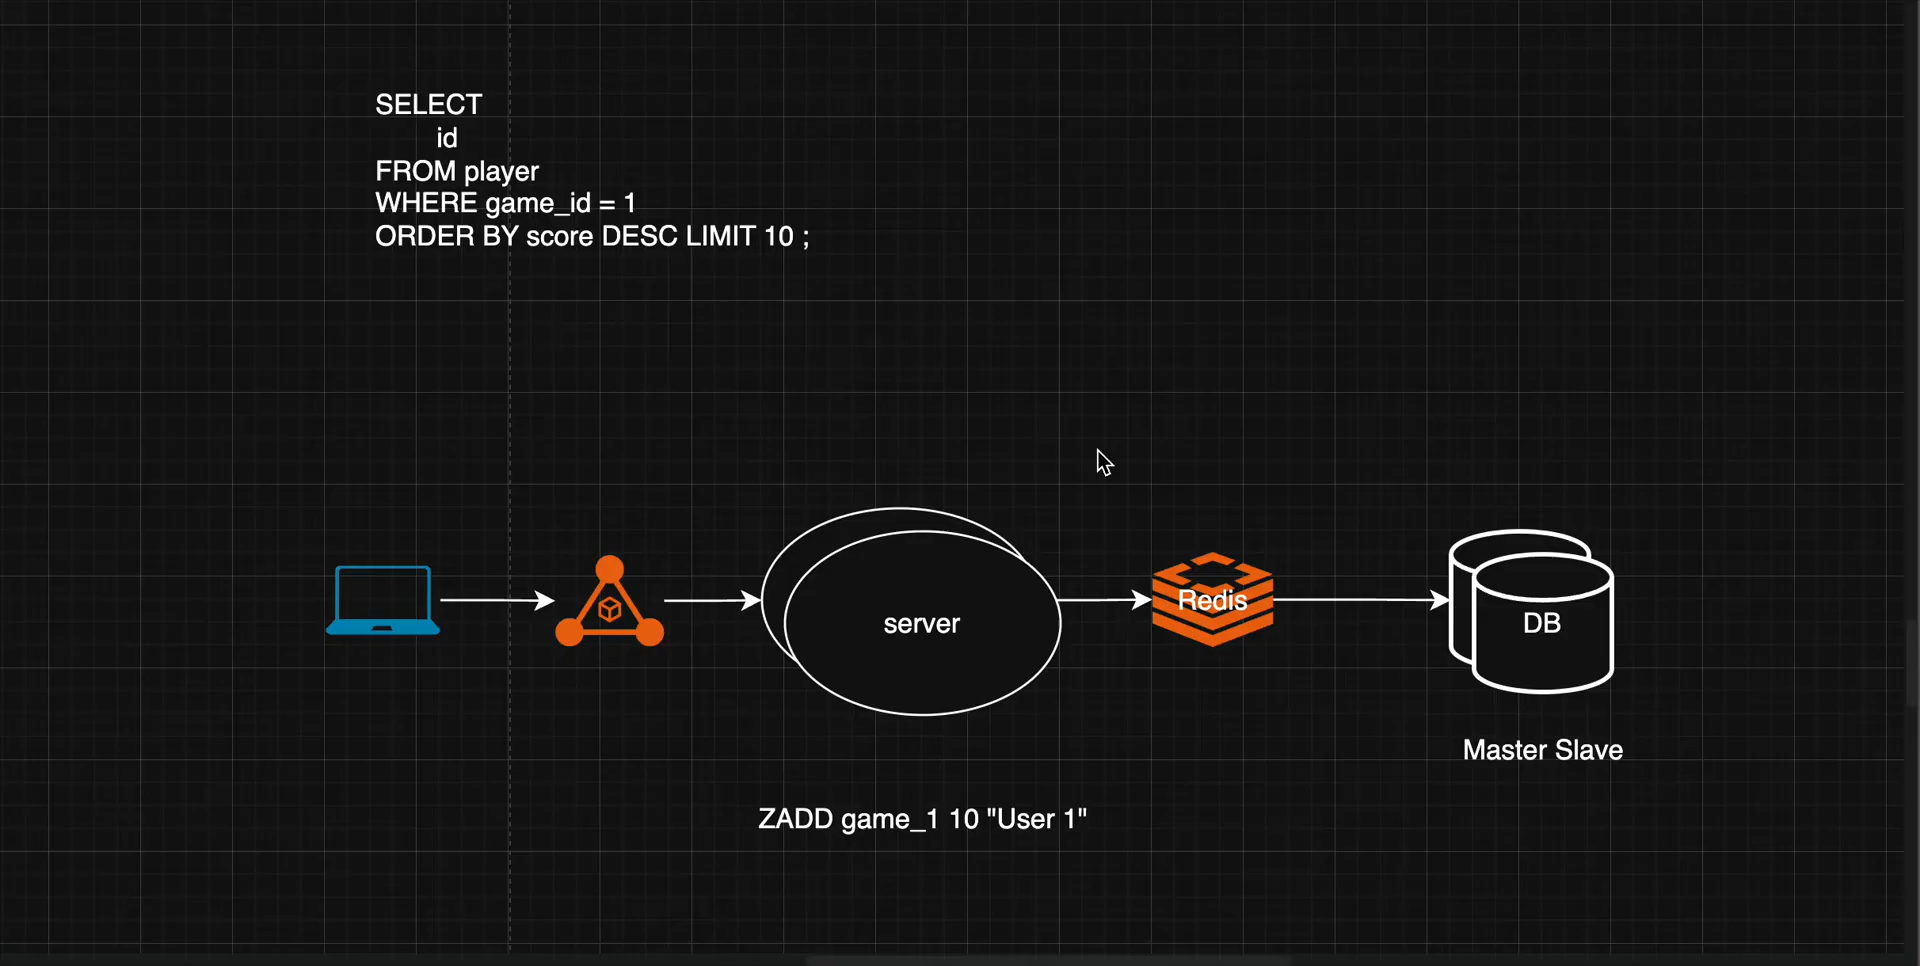 SELECT
id
FROM player
WHERE game_id = 1
ORDER BY score DESC LIMIT 10 ;
server
Redis
DB
Master Slave
ZADD game_1 10 "User 1"